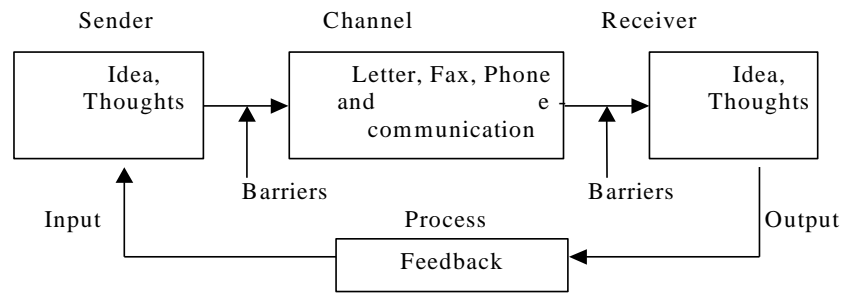 Sender Channel Receiver
Idea,
Thoughts
Letter, Fax, Phone
and e -
communication
Idea,
Thoughts
Barriers Barriers
Input Process Output
Feedback